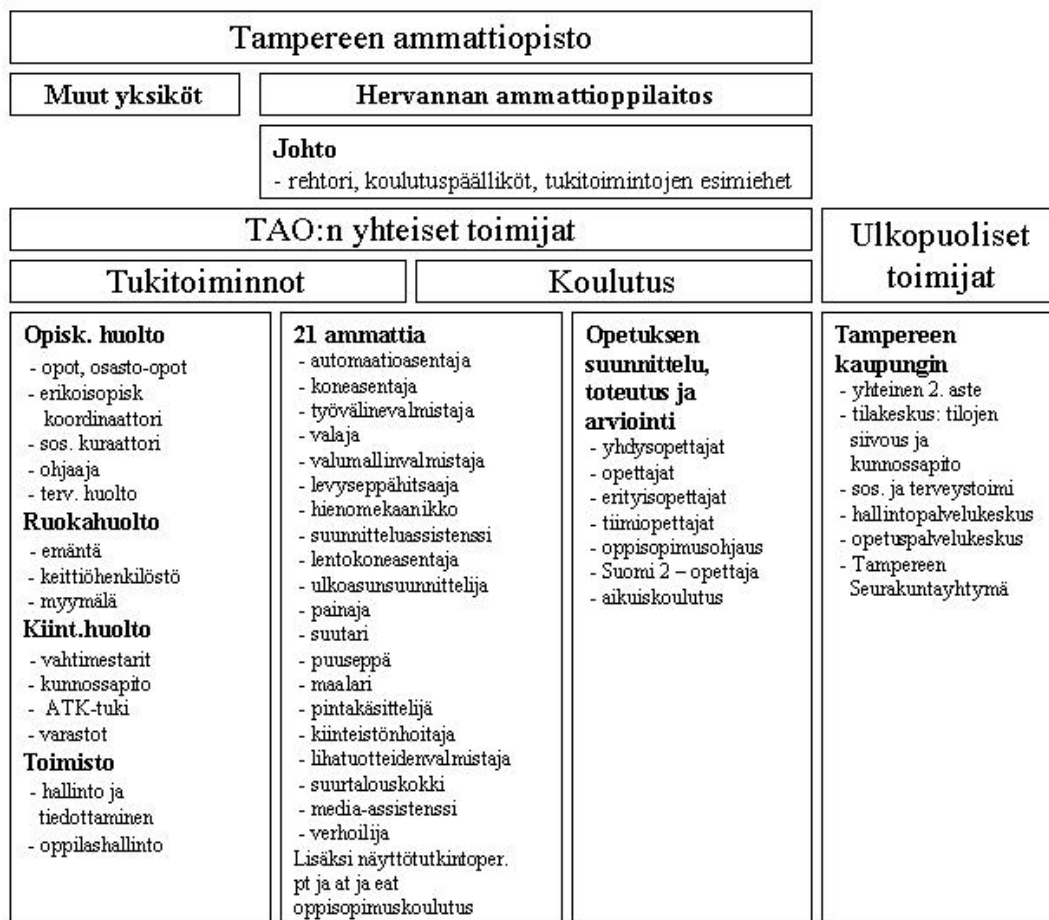 Tampereen ammattiopisto
Muut yksiköt
Hervannan ammattioppilaitos
Johto
- rehtori, koulutuspäälliköt, tukitoimintojen esimiehet
TAO:n yhteiset toimijat
Ulkopuoliset
toimijat
Tukitoiminnot
Koulutus
Opisk. huolto
- opot, osasto-opot
- erikoisopisk
koordinaattori
- sos. kuraattori
- ohjaaja
- terv. huolto
Ruokahuolto
- emäntä
- keittiöhenkilöstö
- myymälä
Kiint.huolto
- vahtimestarit
- kunnossapito
- ATK-tuki
- varastot
Toimisto
- hallinto ja
tiedottaminen
- oppilashallinto
21 ammattia
- automaatioasentaja
- koneasentaja
- työvälinevalmistaja
- valaja
- valumallinvalmistaja
- levyseppähitsaaja
- hienomekaanikko
- suunnitteluassistenssi
- lentokoneasentaja
- ulkoasunsuunnittelija
- painaja
- suutari
- puuseppä
- maalari
- pintakäsittelijä
- kiinteistönhoitaja
- lihatuotteidenvalmistaja
- suurtalouskokki
- media-assistenssi
- verhoilija
Lisäksi näyttötutkintoper.
pt ja at ja eat
oppisopimuskoulutus
Opetuksen
suunnittelu,
toteutus ja
arviointi
- yhdysopettajat
- opettajat
- erityisopettajat
- tiimiopettajat
- oppisopimusohjaus
- Suomi 2 – opettaja
- aikuiskoulutus
Tampereen
kaupungin
- yhteinen 2. aste
- tilakeskus: tilojen
siivous ja
kunnossapito
- sos. ja terveystoimi
- hallintopalvelukeskus
- opetuspalvelukeskus
- Tampereen
Seurakuntayhtymä